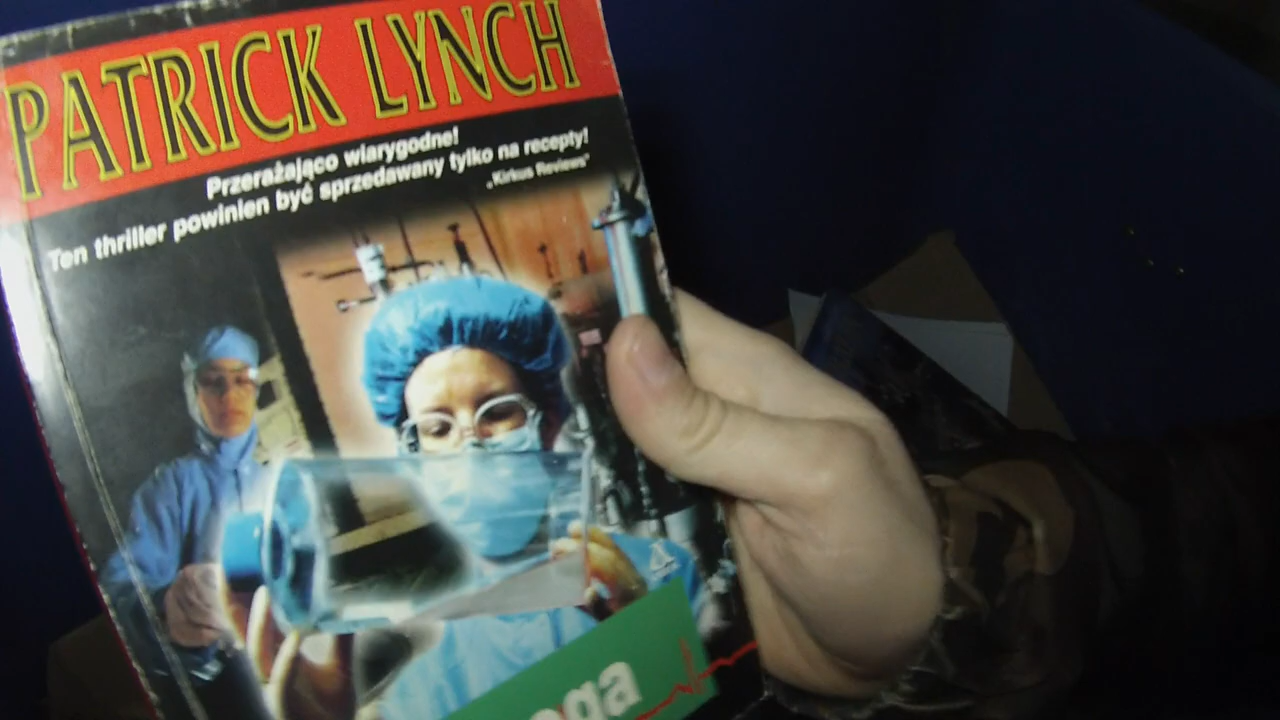 PATRICK LYNCH
Przerażająco wiarygodne!
Ten thriller powinien być sprzedawany tylko na recepty!
„Kirkus Reviews”